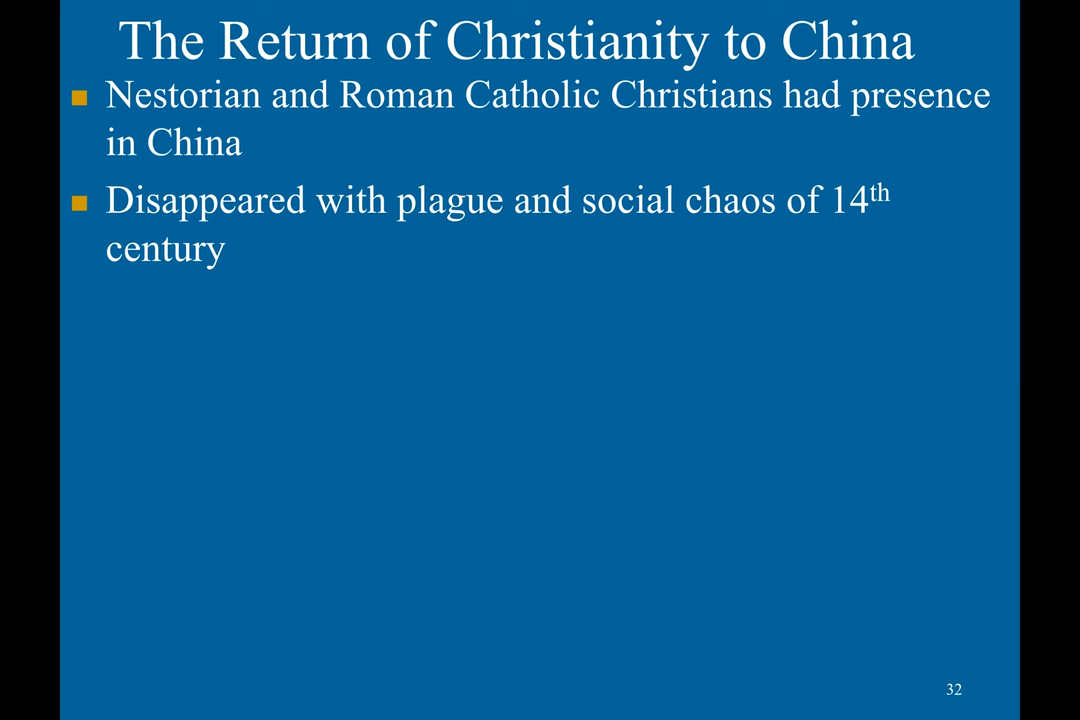 The Return of Christianity to China
Nestorian and Roman Catholic Christians had presence
in China
Disappeared with plague and social chaos of 14th
century
32